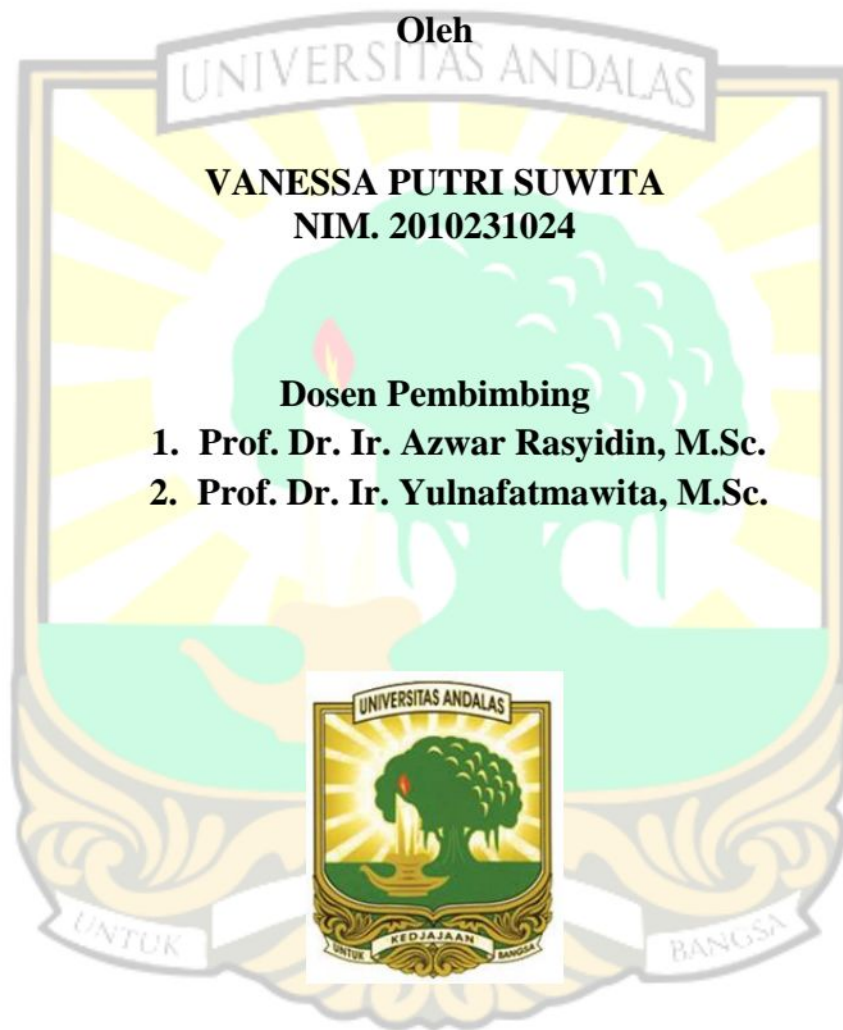 Oleh
UNIVERSITAS ANDALAS
VANESSA PUTRI SUWITA
NIM. 2010231024
Dosen Pembimbing
1. Prof. Dr. Ir. Azwar Rasyidin, M.Sc.
2. Prof. Dr. Ir. Yulnafatmawita, M.Sc.
UNIVERSITAS ANDALAS
UNTUK KEDJAJAAN BANGSA
UNTUK BANGSA